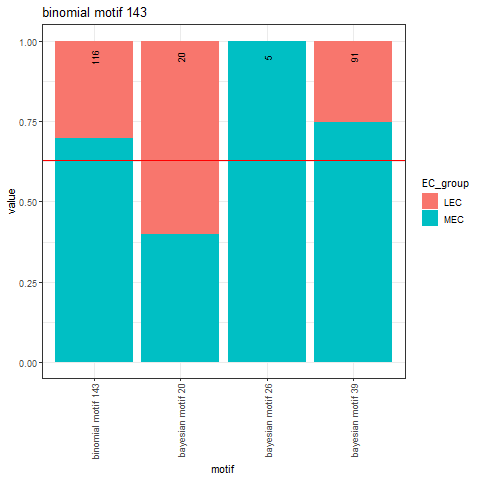 binomial motif 143
1.00
0.75
0.50
0.25
0.00
value
116
20
5
91
binomial motif 143
bayesian motif 20
bayesian motif 26
bayesian motif 39
motif
EC_group
LEC
MEC